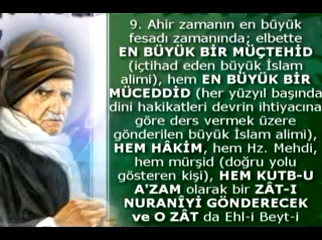 9. Ahir zamanın en büyük
fesadı zamanında; elbette
EN BÜYÜK BİR MÜÇTEHİD
(içtihad eden büyük İslam
alimi), hem EN BÜYÜK BİR
MÜCEDDİD (her yüzyıl başında
dini hakikatleri devrin ihtiyacına
göre ders vermek üzere
gönderilen büyük İslam alimi),
HEM HÂKİM, hem Hz. Mehdi,
hem mürşid (doğru yolu
gösteren kişi), HEM KUTB-U
A'ZAM olarak bir ZÂT-I
NURANÎYİ GÖNDERECEK
ve O ZÂT da Ehl-i Beyt-i